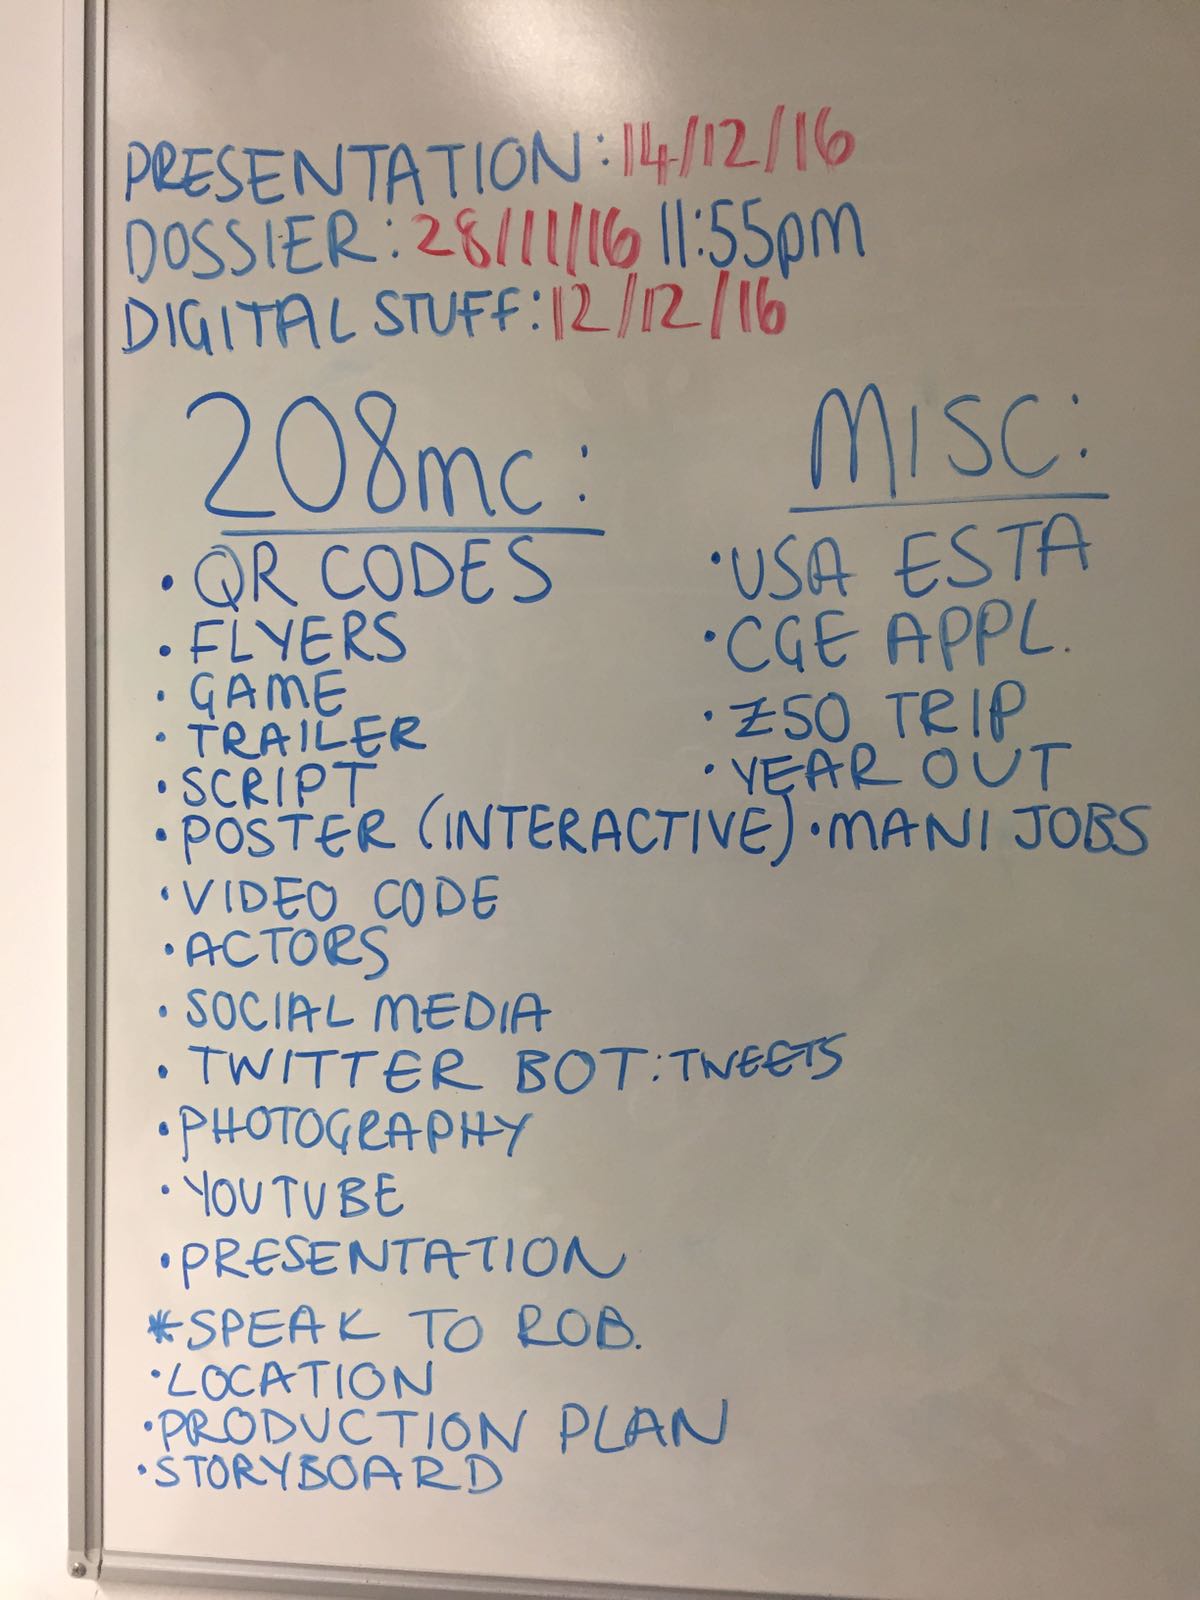 PRESENTATION: 14/12/16
DOSSIER: 28/11/16 11:55pm
DIGITAL STUFF: 12/12/16
208mc:
• QR CODES
• FLYERS
• GAME
• TRAILER
• SCRIPT
• POSTER (INTERACTIVE)
• VIDEO CODE
• ACTORS
• SOCIAL MEDIA
• TWITTER BOT: TWEETS
• PHOTOGRAPHY
• YOUTUBE
• PRESENTATION
* SPEAK TO ROB.
• LOCATION
• PRODUCTION PLAN
• STORYBOARD
MISC:
• USA ESTA
• CGE APPL.
• Z50 TRIP
• YEAR OUT
• MANI JOBS